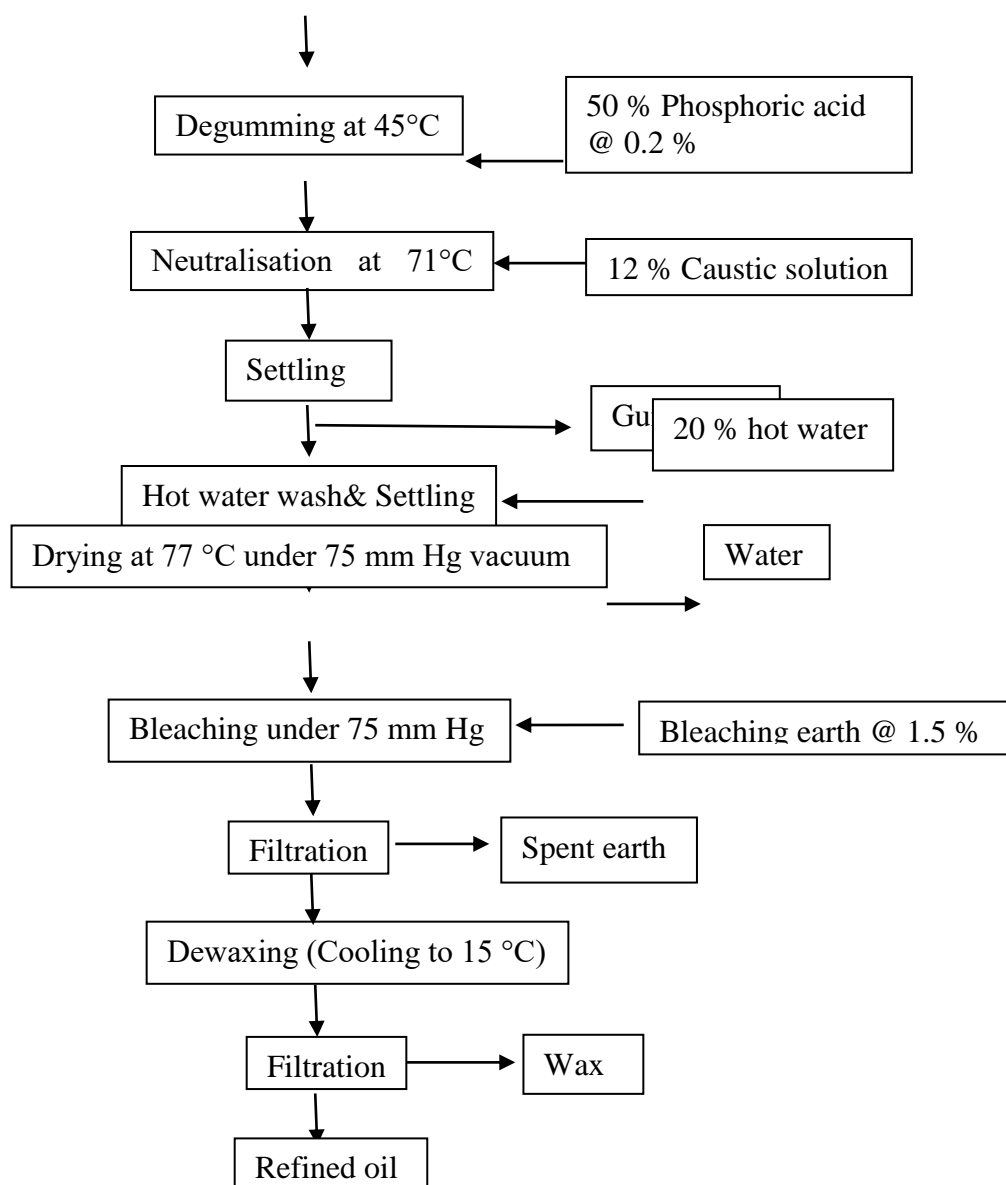 Degumming at 45°C
50 % Phosphoric acid
@ 0.2 %
Neutralisation at 71°C
12 % Caustic solution
Settling
20 % hot water
Hot water wash& Settling
Drying at 77 °C under 75 mm Hg vacuum
Water
Bleaching under 75 mm Hg
Bleaching earth @ 1.5 %
Filtration
Spent earth
Dewaxing (Cooling to 15 °C)
Filtration
Wax
Refined oil